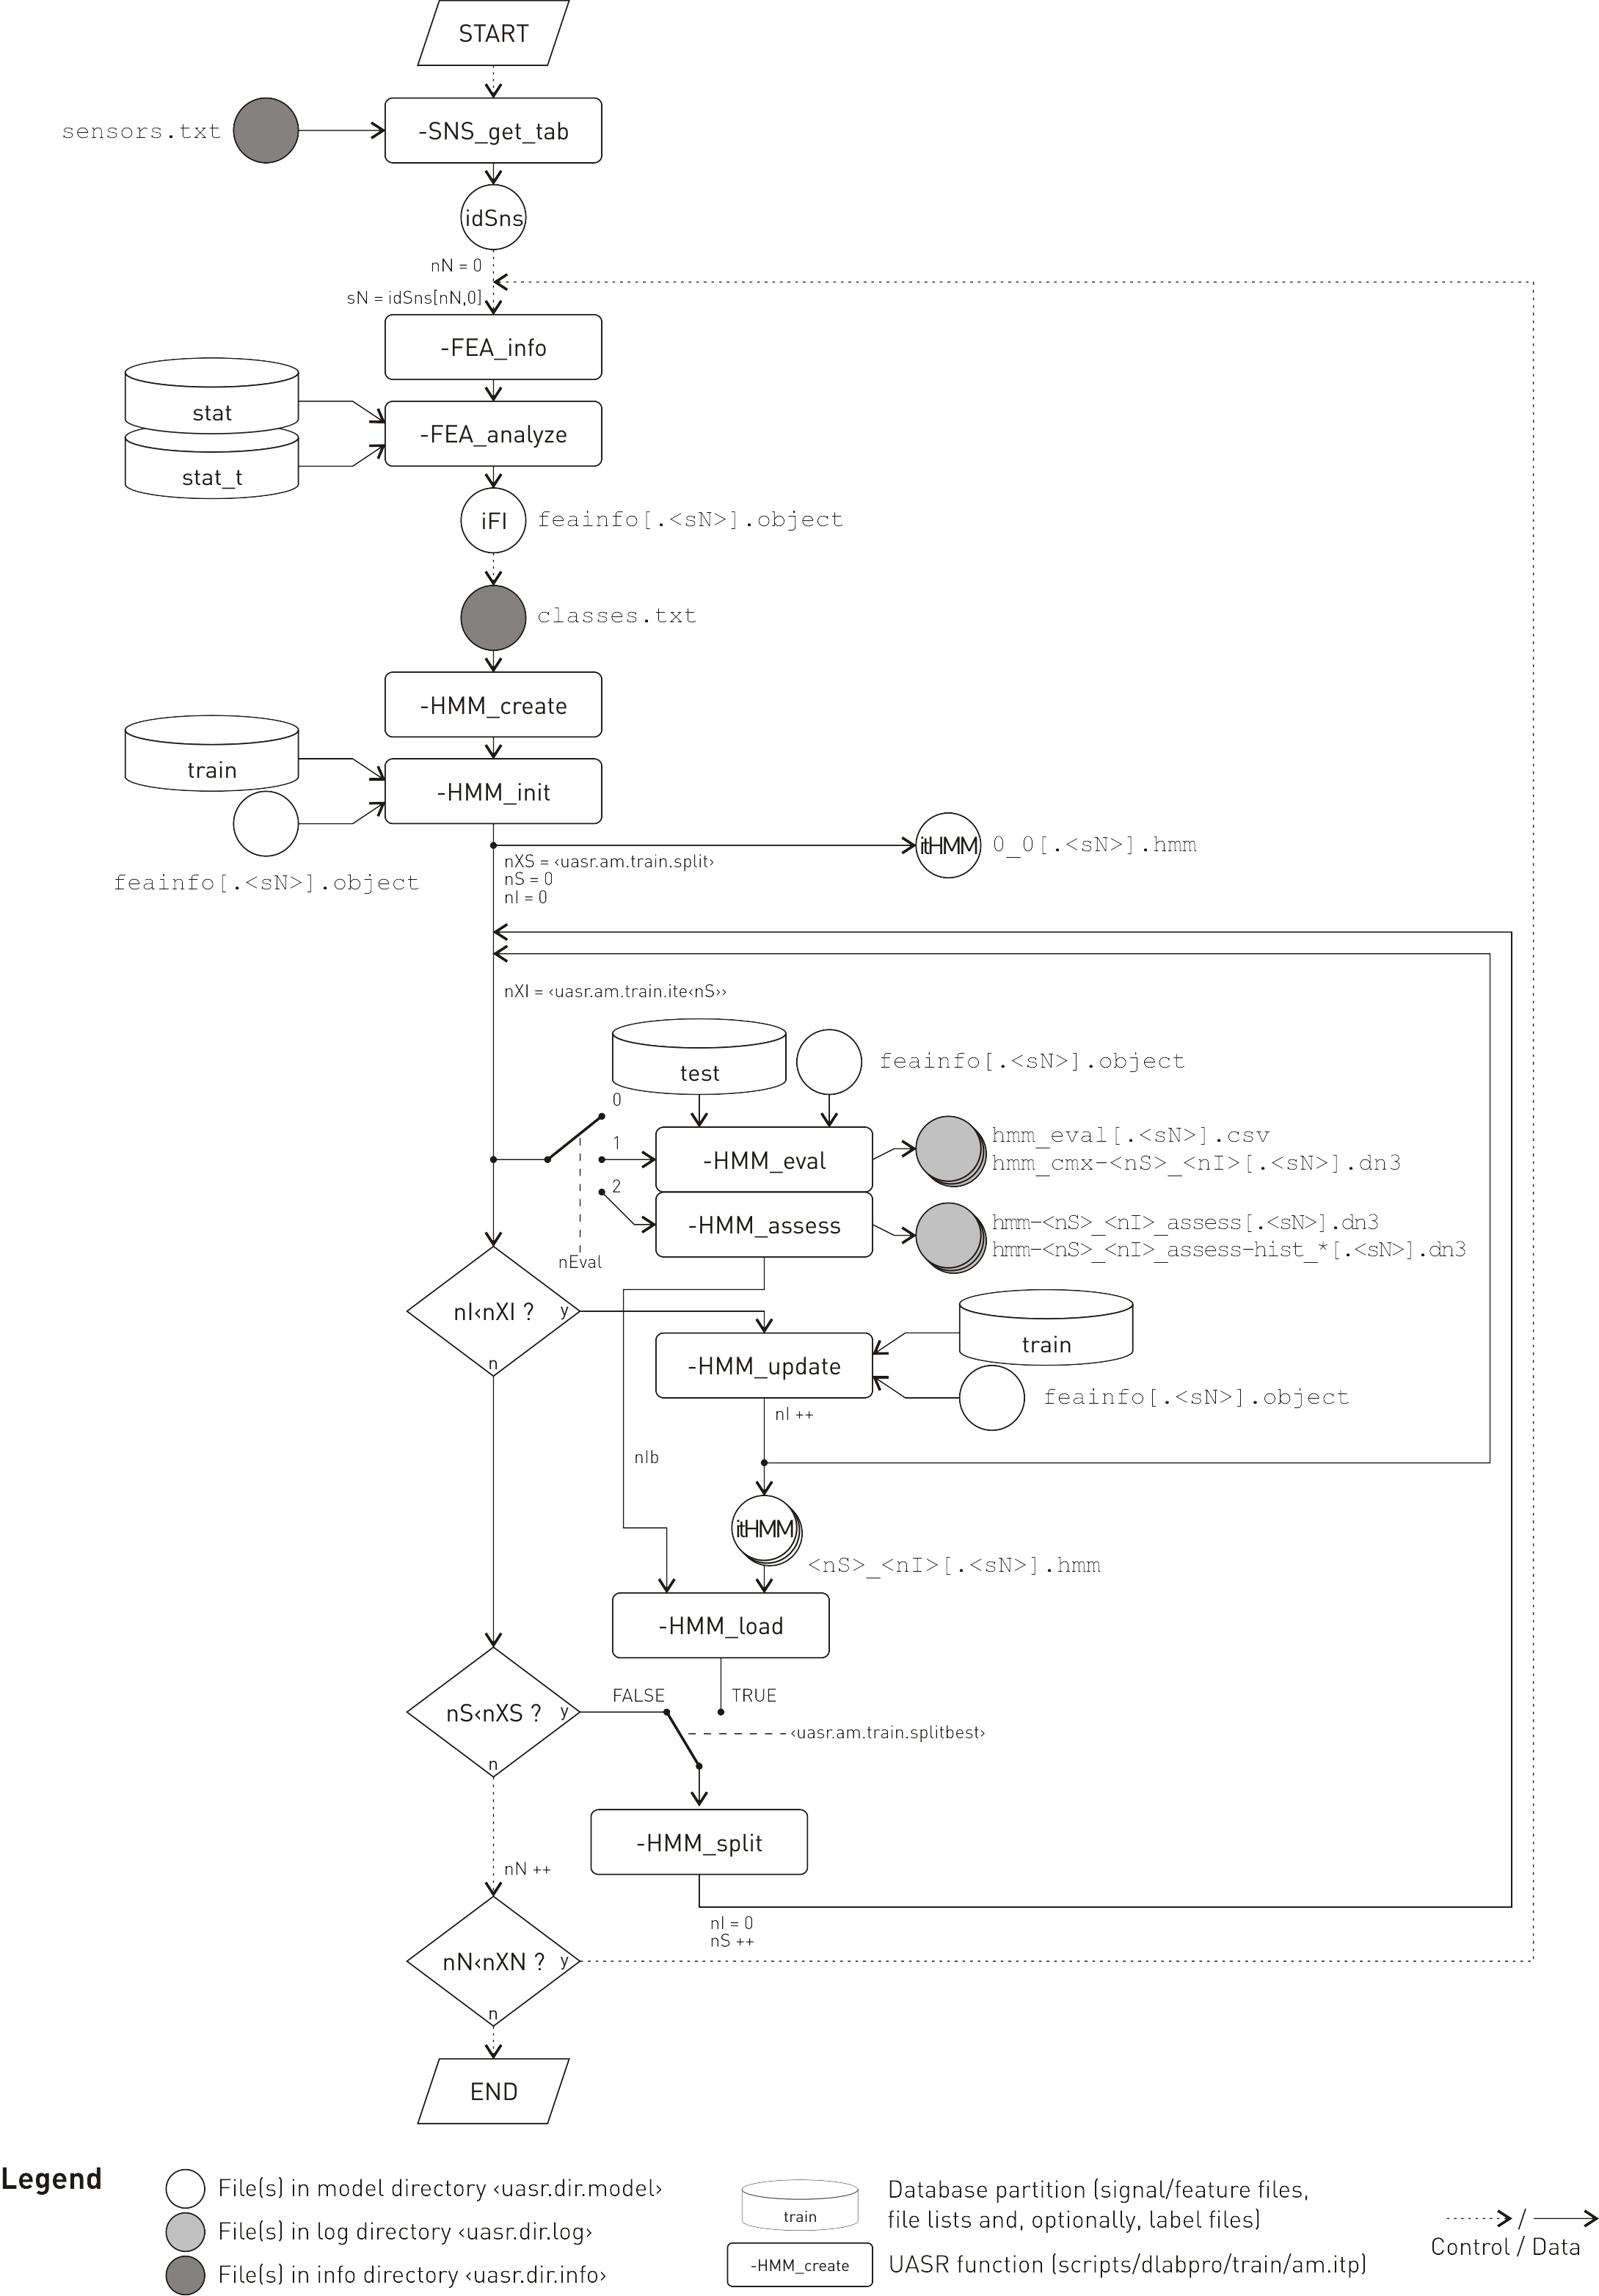 START
sensors.txt
-SNS_get_tab
idSns
nN = 0
sN = idSns[nN,0]
-FEA_info
stat
-FEA_analyze
stat_t
iFI
feainfo[.<sN>].object
classes.txt
-HMM_create
train
-HMM_init
feainfo[.<sN>].object
itHMM
0_0[.<sN>].hmm
nXS = ‹uasr.am.train.split›
nS = 0
nI = 0
nXI = ‹uasr.am.train.ite‹nS››
test
feainfo[.<sN>].object
0
1
2
nEval
-HMM_eval
hmm_eval[.<sN>].csv
hmm_cmx-<nS>_<nI>[.<sN>].dn3
-HMM_assess
hmm-<nS>_<nI>_assess[.<sN>].dn3
hmm-<nS>_<nI>_assess-hist_*[.<sN>].dn3
nI‹nXI ?
y
n
-HMM_update
train
feainfo[.<sN>].object
nI ++
nIb
itHMM
<nS>_<nI>[.<sN>].hmm
-HMM_load
FALSE
TRUE
nS‹nXS ?
y
n
‹uasr.am.train.splitbest›
-HMM_split
nN ++
nI = 0
nS ++
nN‹nXN ?
y
n
END
Legend
File(s) in model directory ‹uasr.dir.model›
File(s) in log directory ‹uasr.dir.log›
File(s) in info directory ‹uasr.dir.info›
train
Database partition (signal/feature files,
file lists and, optionally, label files)
-HMM_create
UASR function (scripts/dlabpro/train/am.itp)
/
Control / Data